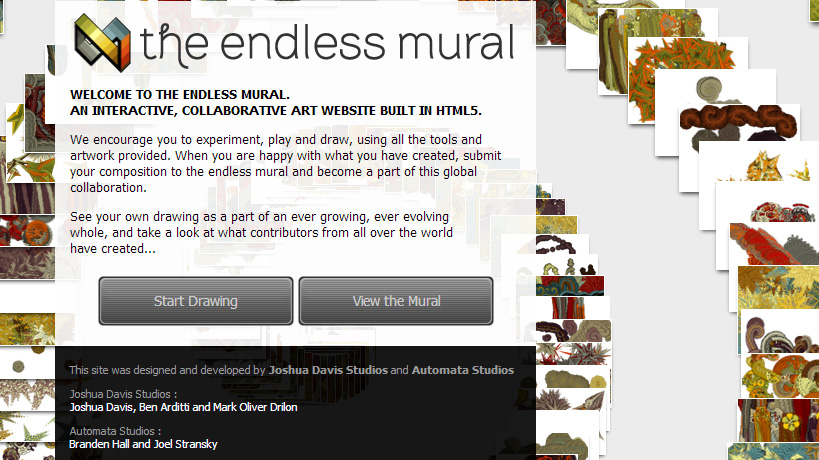 the endless mural
WELCOME TO THE ENDLESS MURAL.
AN INTERACTIVE, COLLABORATIVE ART WEBSITE BUILT IN HTML5.
We encourage you to experiment, play and draw, using all the tools and
artwork provided. When you are happy with what you have created, submit
your composition to the endless mural and become a part of this global
collaboration.
See your own drawing as a part of an ever growing, ever evolving
whole, and take a look at what contributors from all over the world
have created...
Start Drawing
View the Mural
This site was designed and developed by Joshua Davis Studios and Automata Studios
Joshua Davis Studios :
Joshua Davis, Ben Arditti and Mark Oliver Drilon
Automata Studios :
Branden Hall and Joel Stransky